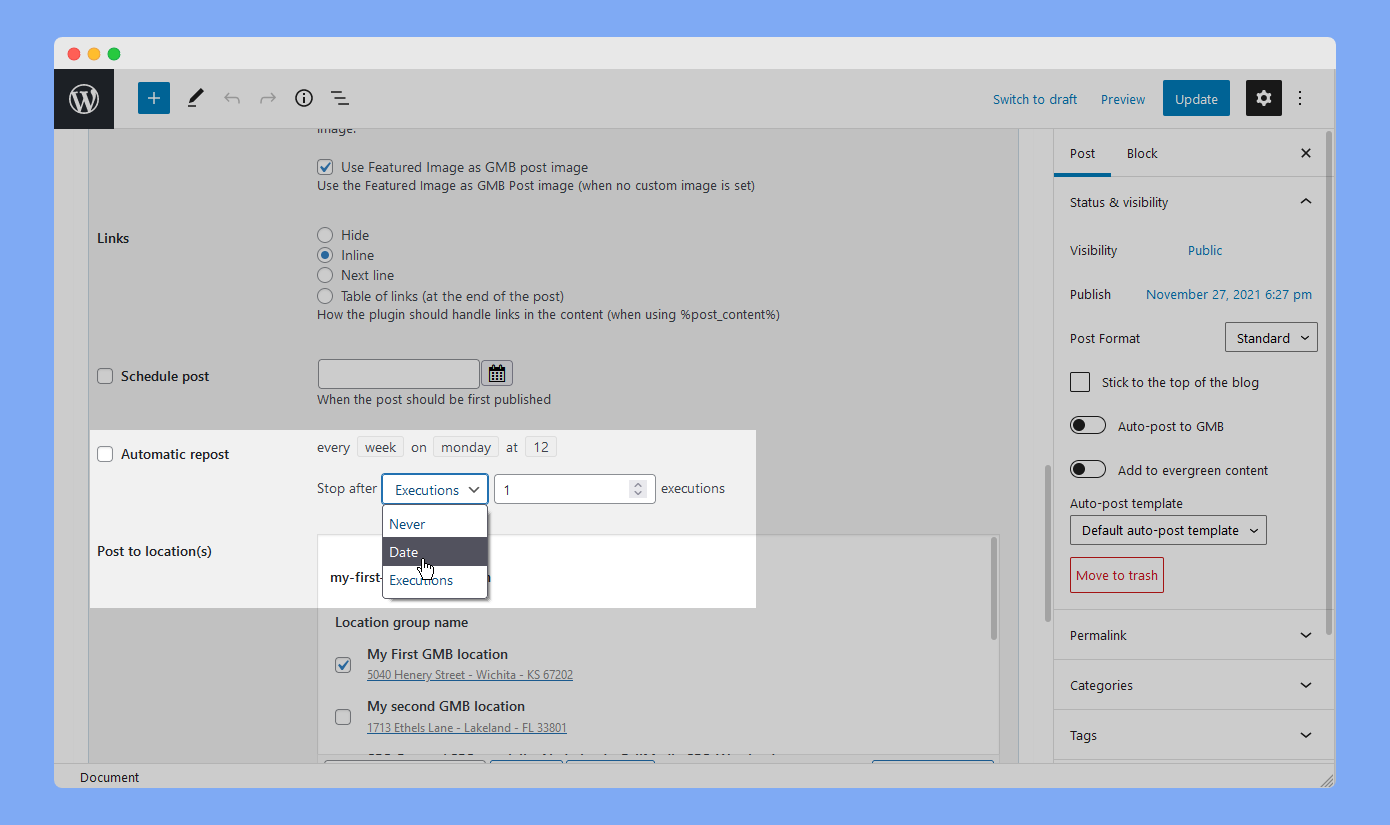 Switch to draft Preview Update
image.
Use Featured Image as GMB post image
Use the Featured Image as GMB Post image (when no custom image is set)
Links
Hide
Inline
Next line
Table of links (at the end of the post)
How the plugin should handle links in the content (when using %post_content%)
Schedule post
When the post should be first published
Automatic repost
every week on monday at 12
Stop after Executions 1 executions
Never
Date
Executions
Post to location(s)
my-first-
Location group name
My First GMB location
5040 Henery Street - Wichita - KS 67202
My second GMB location
1713 Ethels Lane - Lakeland - FL 33801
Post Block
Status & visibility
Visibility Public
Publish November 27, 2021 6:27 pm
Post Format Standard
Stick to the top of the blog
Auto-post to GMB
Add to evergreen content
Auto-post template
Default auto-post template
Move to trash
Permalink
Categories
Tags
Document